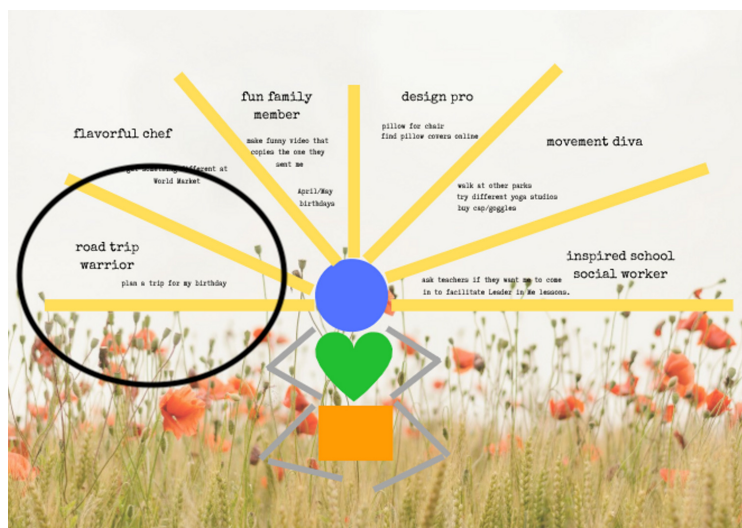 fun family
member
make funny video that
copies the one they
sent me
April/May
birthdays
design pro
pillow for chair
find pillow covers online
flavorful chef
something different at
World Market
movement diva
walk at other parks
try different yoga studios
buy cap/goggles
road trip
warrior
plan a trip for my birthday
inspired school
social worker
ask teachers if they want me to come
in to facilitate Leader in Me lessons.